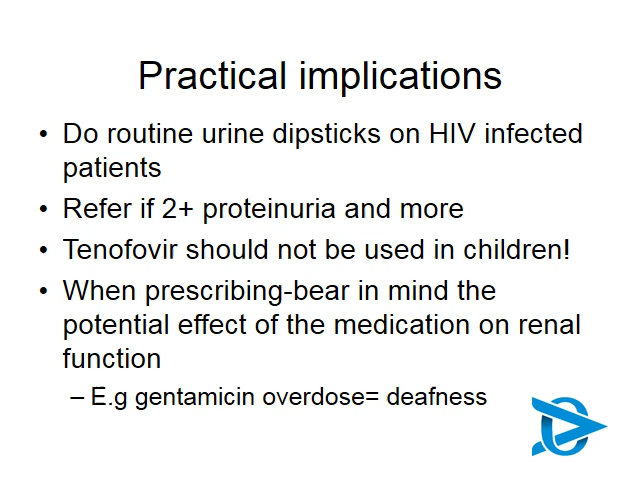 Practical implications
• Do routine urine dipsticks on HIV infected
patients
• Refer if 2+ proteinuria and more
• Tenofovir should not be used in children!
• When prescribing-bear in mind the
potential effect of the medication on renal
function
– E.g gentamicin overdose= deafness